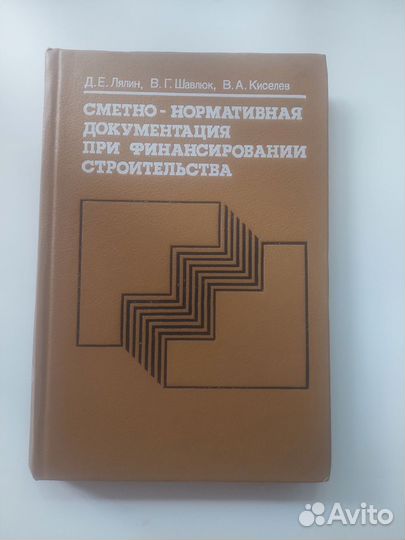 Д. Е. Лялин, В. Г. Шавлюк, В. А. Киселев
СМЕТНО-НОРМАТИВНАЯ
ДОКУМЕНТАЦИЯ
ПРИ ФИНАНСИРОВАНИИ
СТРОИТЕЛЬСТВА
Avito